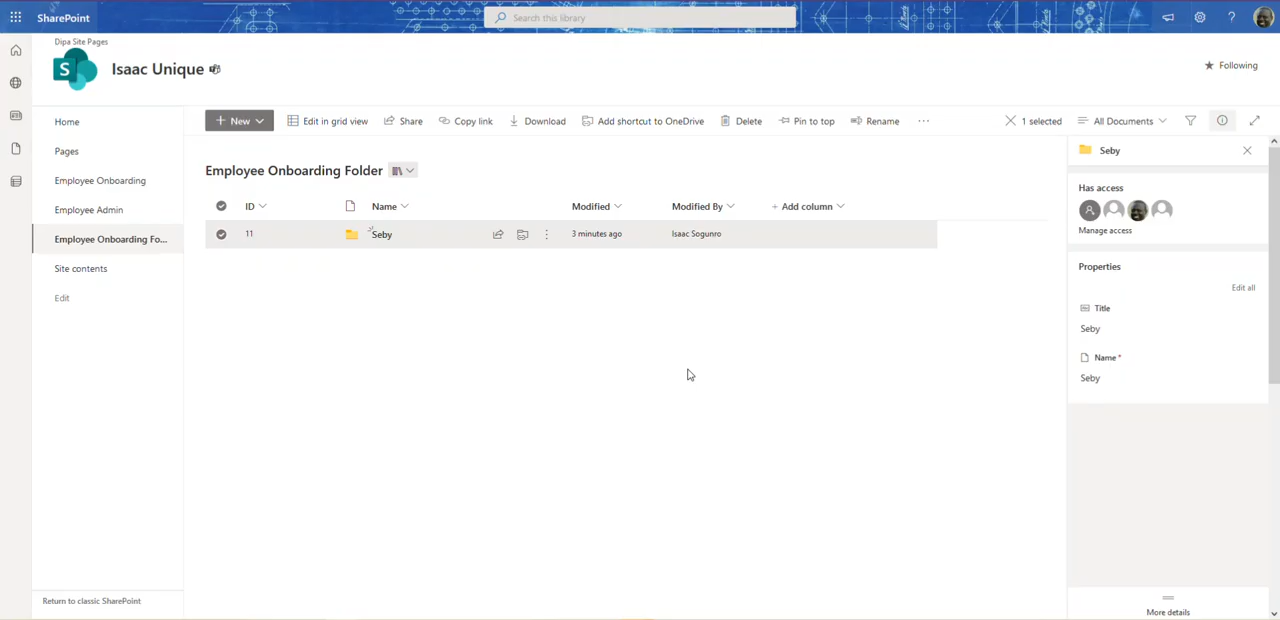 SharePoint
Search this library
Dipa Site Pages
S
Isaac Unique
Following
Home
Pages
Employee Onboarding
Employee Admin
Employee Onboarding Fo...
Site contents
Edit
Return to classic SharePoint
+ New
Edit in grid view
Share
Copy link
Download
Add shortcut to OneDrive
Delete
Pin to top
Rename
...
1 selected
All Documents
Employee Onboarding Folder
ID
Name
Modified
Modified By
+ Add column
11
Seby
3 minutes ago
Isaac Sogunro
Seby
Has access
Manage access
Properties
Edit all
Title
Seby
Name *
Seby
More details